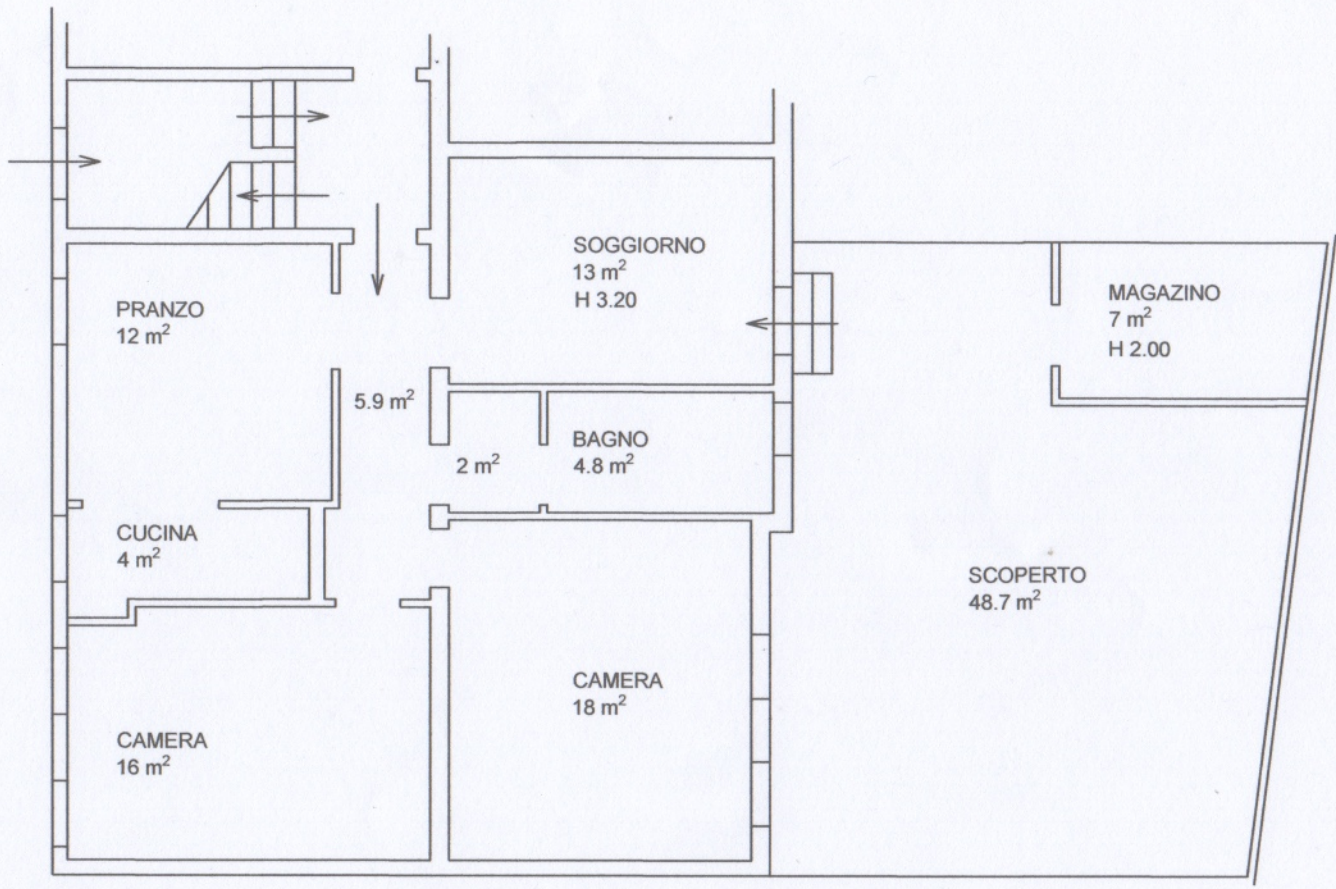 SOGGIORNO
13 m²
H 3.20
MAGAZINO
7 m²
H 2.00
PRANZO
12 m²
5.9 m²
BAGNO
4.8 m²
2 m²
CUCINA
4 m²
SCOPERTO
48.7 m²
CAMERA
18 m²
CAMERA
16 m²